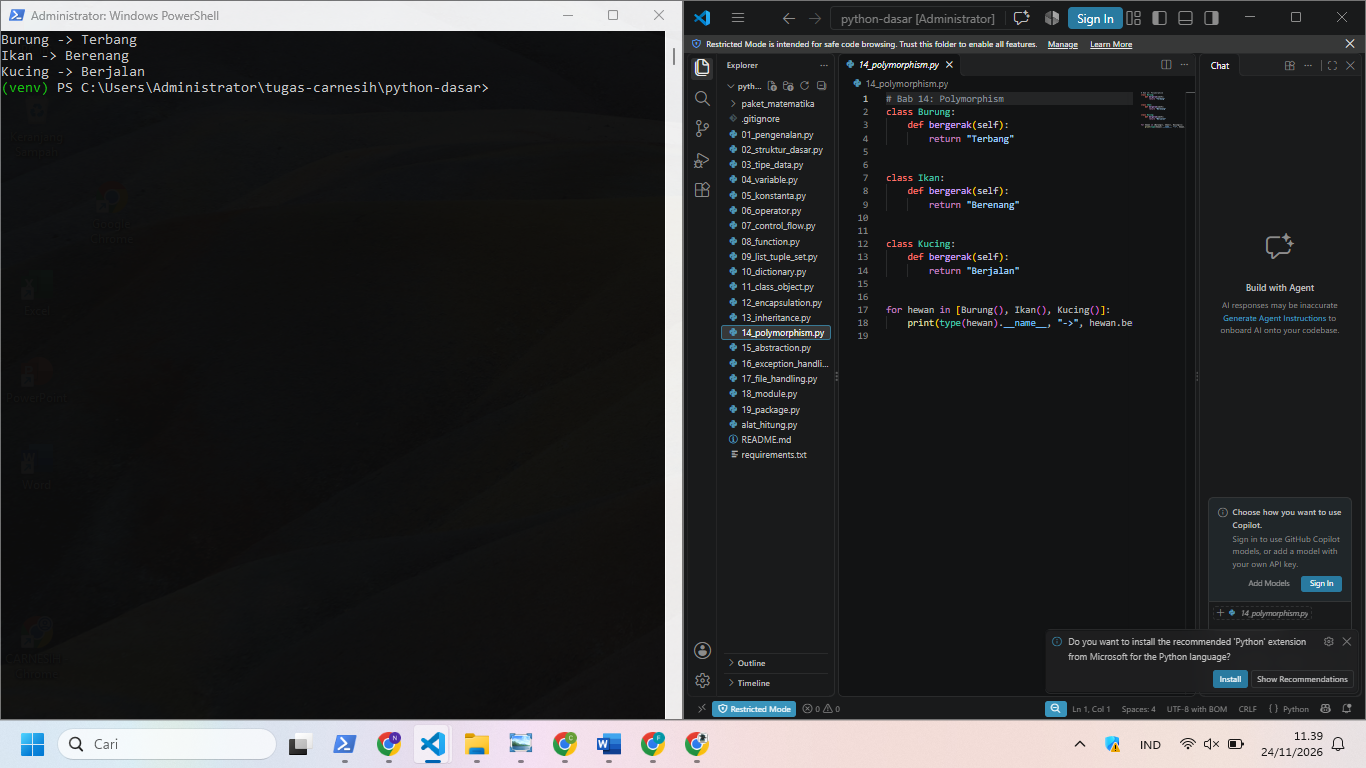 Administrator: Windows PowerShell
Burung -> Terbang
Ikan -> Berenang
Kucing -> Berjalan
(venv) PS C:\Users\Administrator\tugas-carnesih\python-dasar>
python-dasar [Administrator]
Sign In
Restricted Mode is intended for safe code browsing. Trust this folder to enable all features. Manage Learn More
Explorer
pyth...
paket_matematika
.gitignore
01_pengenalan.py
02_struktur_dasar.py
03_tipe_data.py
04_variable.py
05_konstanta.py
06_operator.py
07_control_flow.py
08_function.py
09_list_tuple_set.py
10_dictionary.py
11_class_object.py
12_encapsulation.py
13_inheritance.py
14_polymorphism.py
15_abstraction.py
16_exception_handli...
17_file_handling.py
18_module.py
19_package.py
alat_hitung.py
README.md
requirements.txt
Outline
Timeline
14_polymorphism.py
14_polymorphism.py
1 # Bab 14: Polymorphism
2 class Burung:
3 def bergerak(self):
4 return "Terbang"
5
6
7 class Ikan:
8 def bergerak(self):
9 return "Berenang"
10
11
12 class Kucing:
13 def bergerak(self):
14 return "Berjalan"
15
16
17 for hewan in [Burung(), Ikan(), Kucing()]:
18 print(type(hewan).__name__, "->", hewan.be
19
Chat
Build with Agent
AI responses may be inaccurate
Generate Agent Instructions to
onboard AI onto your codebase.
Choose how you want to use
Copilot.
Sign in to use GitHub Copilot
models, or add a model with
your own API key.
Add Models Sign In
14_polymorphism.py
Do you want to install the recommended 'Python' extension
from Microsoft for the Python language?
Install Show Recommendations
Restricted Mode 0 0 Ln 1, Col 1 Spaces: 4 UTF-8 with BOM CRLF Python
Cari
IND
11.39
24/11/2026